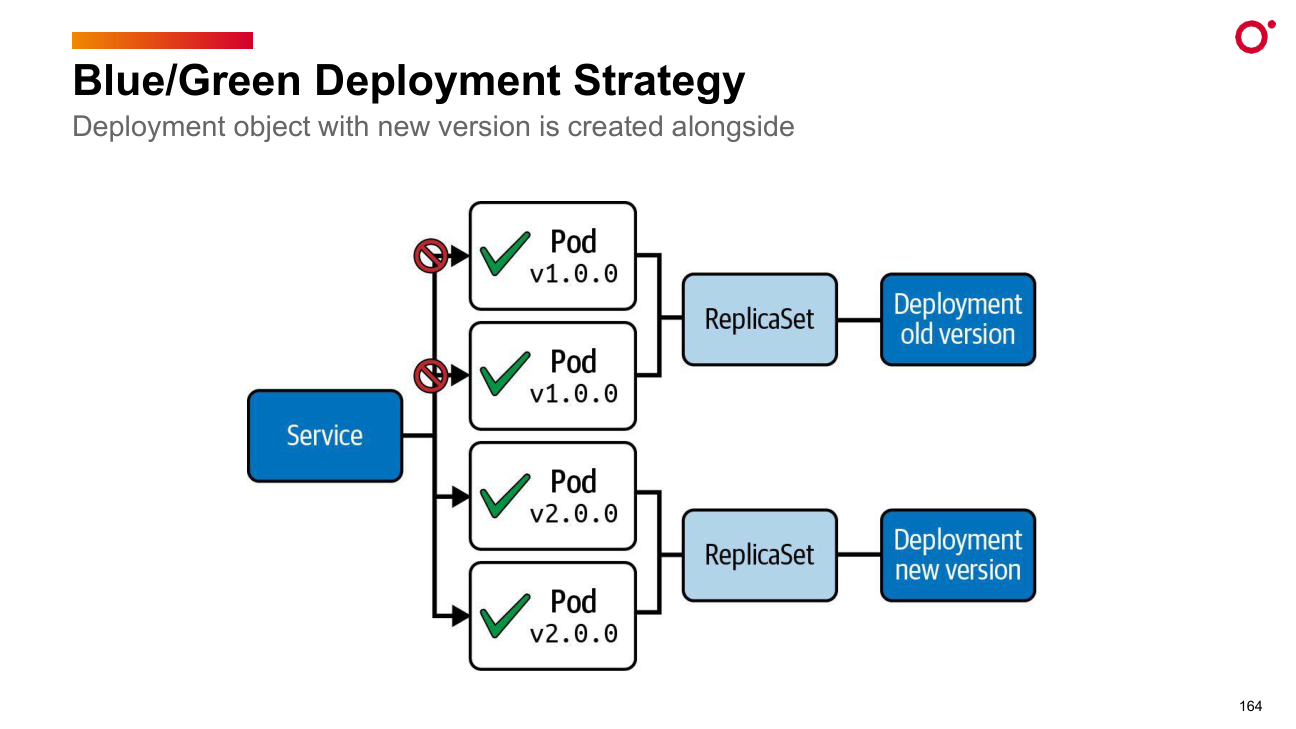 Blue/Green Deployment Strategy
Deployment object with new version is created alongside
Pod
v1.0.0
Pod
v1.0.0
Pod
v2.0.0
Pod
v2.0.0
Service
ReplicaSet
Deployment
old version
ReplicaSet
Deployment
new version
164